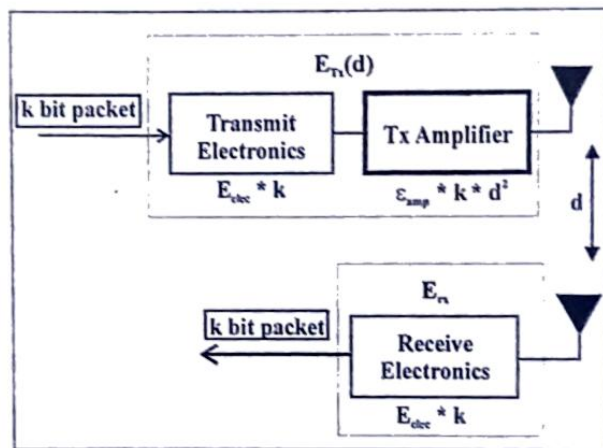 E_Tx(d)
k bit packet
Transmit
Electronics
Tx Amplifier
E_elec * k
ε_amp * k * d²
d
E_rx
k bit packet
Receive
Electronics
E_elec * k